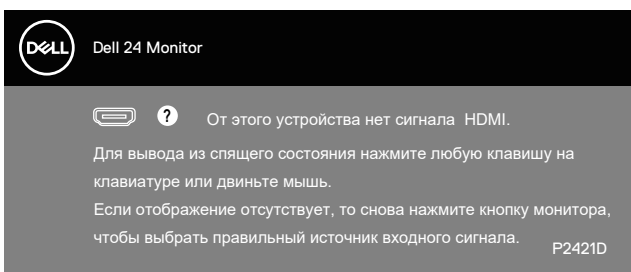 DELL Dell 24 Monitor
? От этого устройства нет сигнала HDMI.
Для вывода из спящего состояния нажмите любую клавишу на
клавиатуре или двиньте мышь.
Если отображение отсутствует, то снова нажмите кнопку монитора,
чтобы выбрать правильный источник входного сигнала.
P2421D